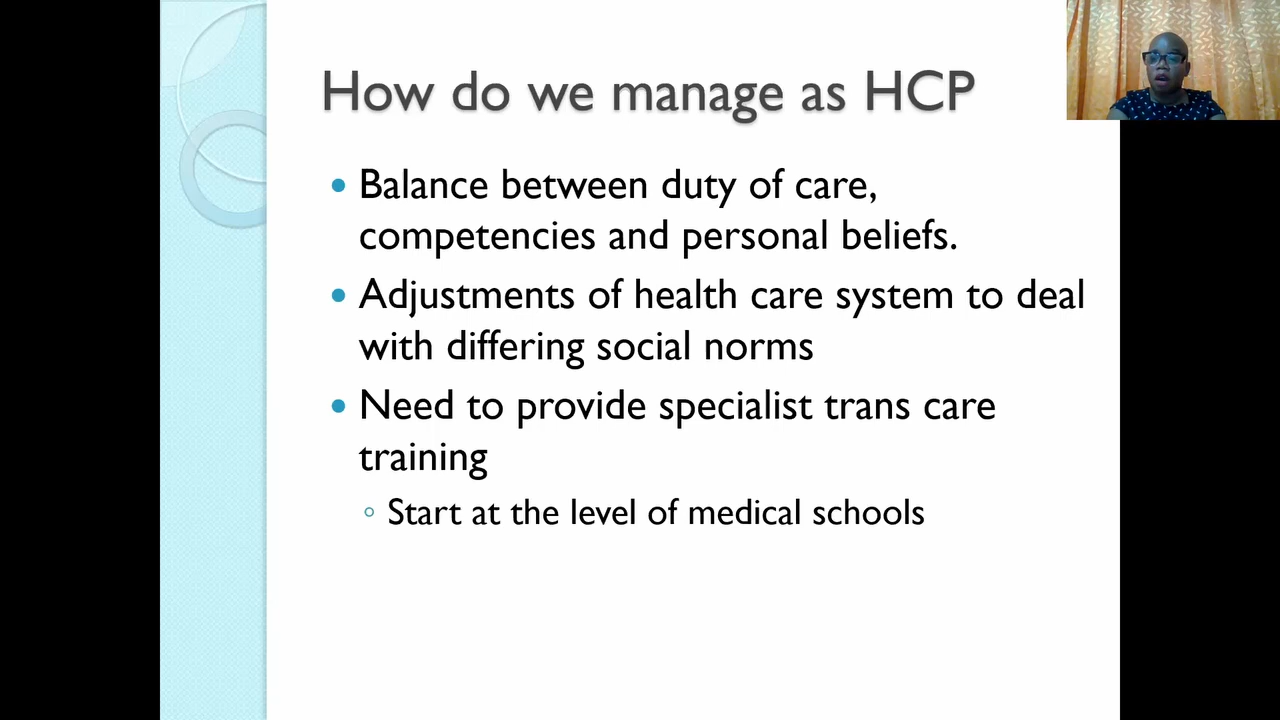 How do we manage as HCP
• Balance between duty of care,
competencies and personal beliefs.
• Adjustments of health care system to deal
with differing social norms
• Need to provide specialist trans care
training
◦ Start at the level of medical schools